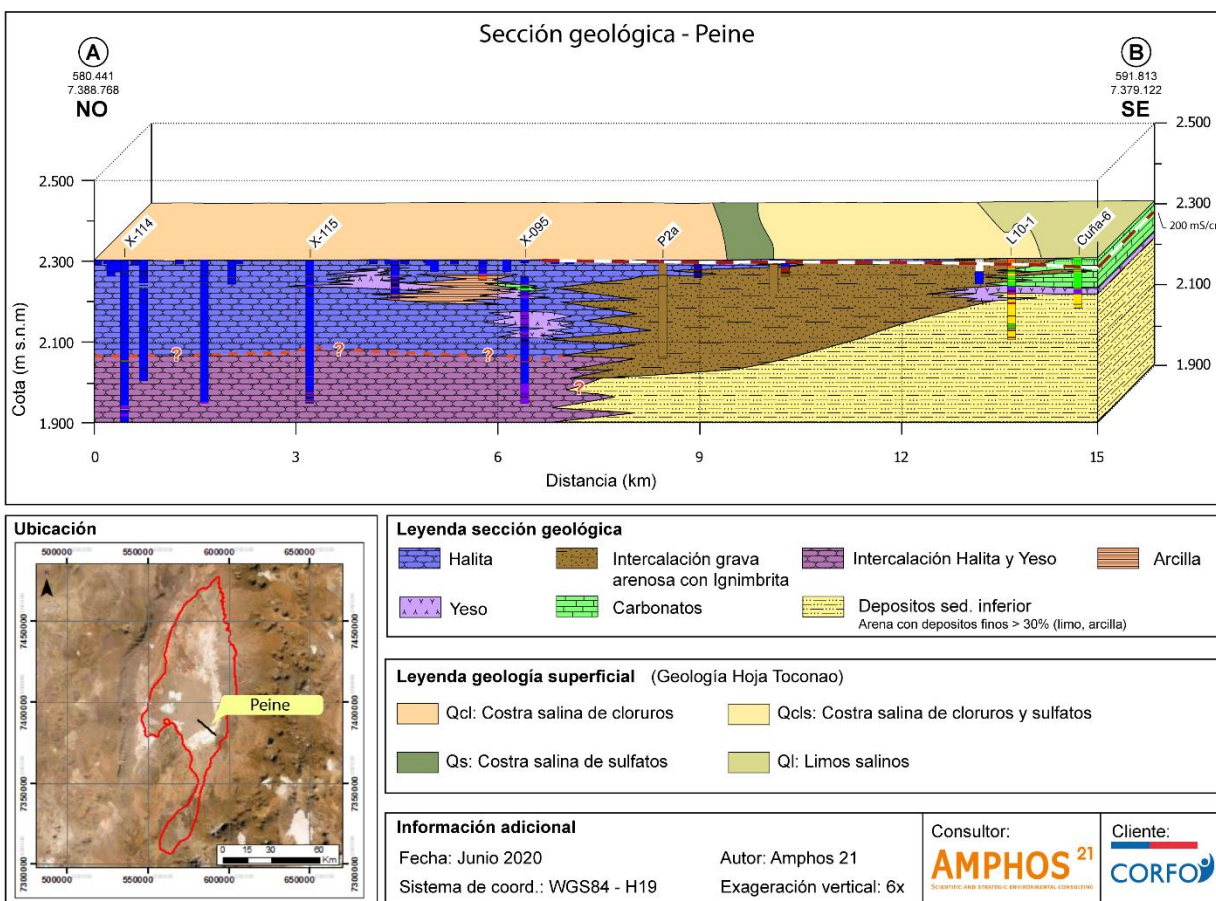 Sección geológica - Peine
A
580.441
7.388.768
NO
B
591.813
7.379.122
SE
2.500
2.300
200 mS/cm
2.100
1.900
Cota (m s.n.m)
2.500
2.300
2.100
1.900
X-114
X-115
X-095
P2a
L10-1
Cuña-6
?
?
?
?
0
3
6
9
12
15
Distancia (km)
Ubicación
500000
550000
600000
650000
7450000
7400000
7350000
7300000
7450000
7400000
7350000
7300000
Peine
0 15 30 60
Km
500000
550000
600000
650000
Leyenda sección geológica
Halita
Intercalación grava
arenosa con Ignimbrita
Intercalación Halita y Yeso
Arcilla
Yeso
Carbonatos
Depositos sed. inferior
Arena con depositos finos > 30% (limo, arcilla)
Leyenda geología superficial (Geología Hoja Toconao)
Qcl: Costra salina de cloruros
Qcls: Costra salina de cloruros y sulfatos
Qs: Costra salina de sulfatos
Ql: Limos salinos
Información adicional
Fecha: Junio 2020
Autor: Amphos 21
Sistema de coord.: WGS84 - H19
Exageración vertical: 6x
Consultor:
AMPHOS 21
SCIENTIFIC AND STRATEGIC ENVIRONMENTAL CONSULTING
Cliente:
CORFO